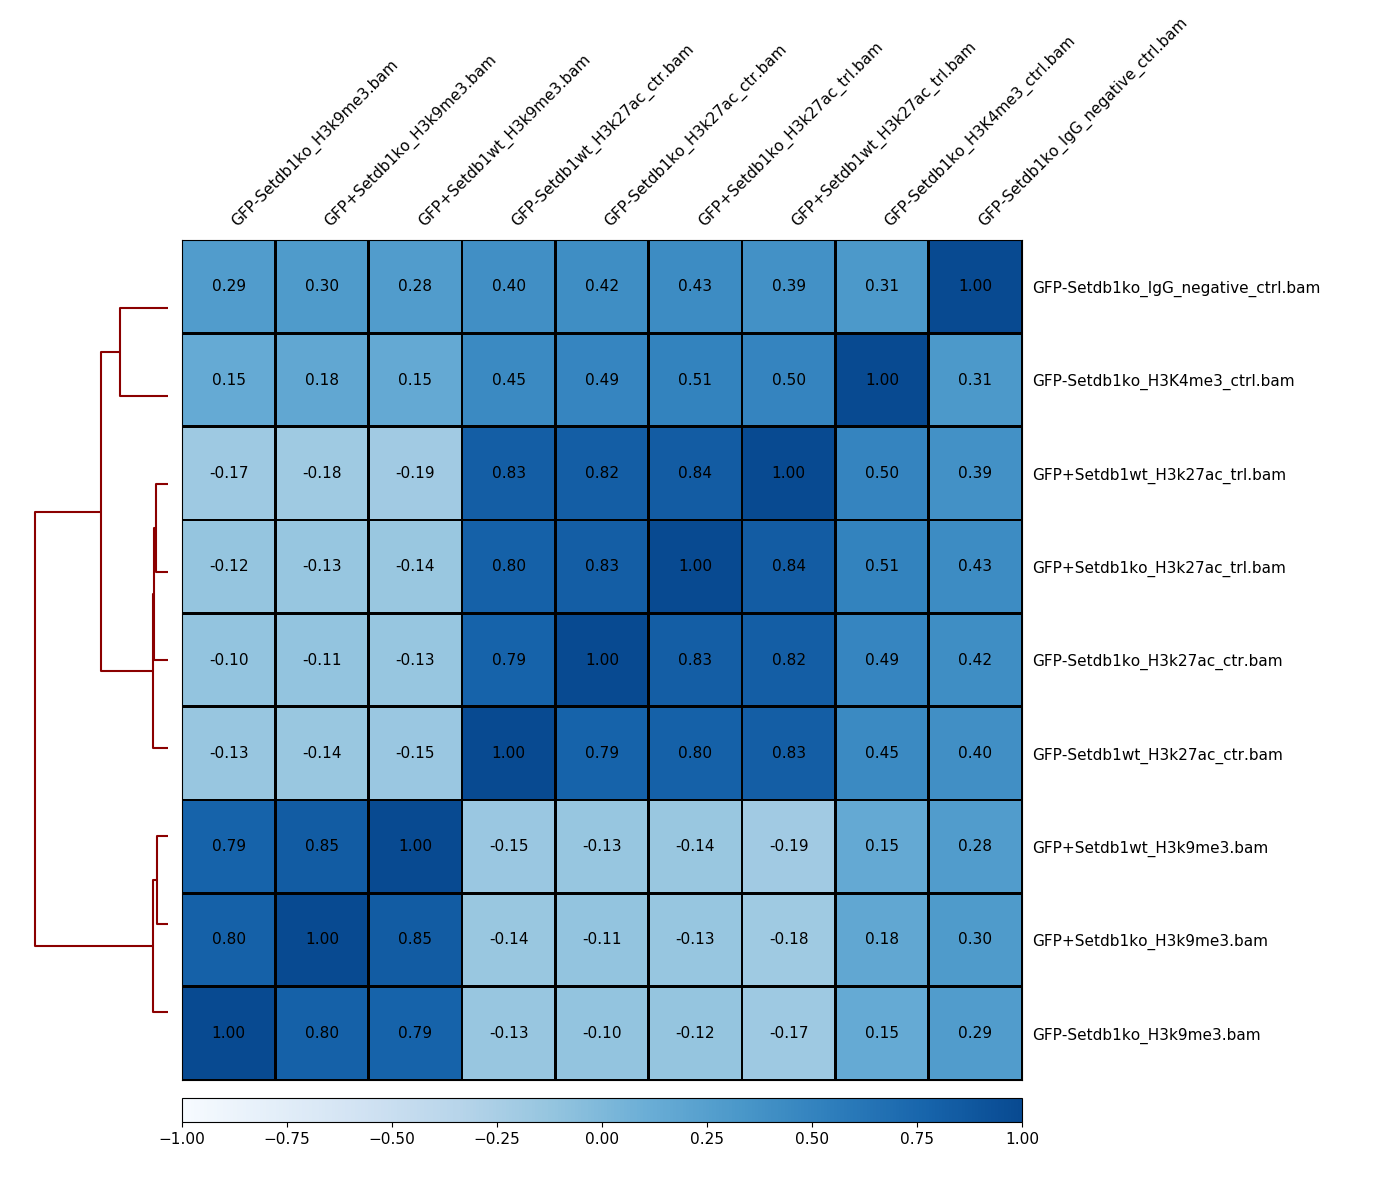 GFP-Setdb1ko_H3k9me3.bam
GFP+Setdb1ko_H3k9me3.bam
GFP+Setdb1wt_H3k9me3.bam
GFP-Setdb1wt_H3k27ac_ctr.bam
GFP-Setdb1ko_H3k27ac_ctr.bam
GFP+Setdb1ko_H3k27ac_trl.bam
GFP+Setdb1wt_H3k27ac_trl.bam
GFP-Setdb1ko_H3K4me3_ctrl.bam
GFP-Setdb1ko_IgG_negative_ctrl.bam
0.29 0.30 0.28 0.40 0.42 0.43 0.39 0.31 1.00 GFP-Setdb1ko_IgG_negative_ctrl.bam
0.15 0.18 0.15 0.45 0.49 0.51 0.50 1.00 0.31 GFP-Setdb1ko_H3K4me3_ctrl.bam
-0.17 -0.18 -0.19 0.83 0.82 0.84 1.00 0.50 0.39 GFP+Setdb1wt_H3k27ac_trl.bam
-0.12 -0.13 -0.14 0.80 0.83 1.00 0.84 0.51 0.43 GFP+Setdb1ko_H3k27ac_trl.bam
-0.10 -0.11 -0.13 0.79 1.00 0.83 0.82 0.49 0.42 GFP-Setdb1ko_H3k27ac_ctr.bam
-0.13 -0.14 -0.15 1.00 0.79 0.80 0.83 0.45 0.40 GFP-Setdb1wt_H3k27ac_ctr.bam
0.79 0.85 1.00 -0.15 -0.13 -0.14 -0.19 0.15 0.28 GFP+Setdb1wt_H3k9me3.bam
0.80 1.00 0.85 -0.14 -0.11 -0.13 -0.18 0.18 0.30 GFP+Setdb1ko_H3k9me3.bam
1.00 0.80 0.79 -0.13 -0.10 -0.12 -0.17 0.15 0.29 GFP-Setdb1ko_H3k9me3.bam
−1.00 −0.75 −0.50 −0.25 0.00 0.25 0.50 0.75 1.00